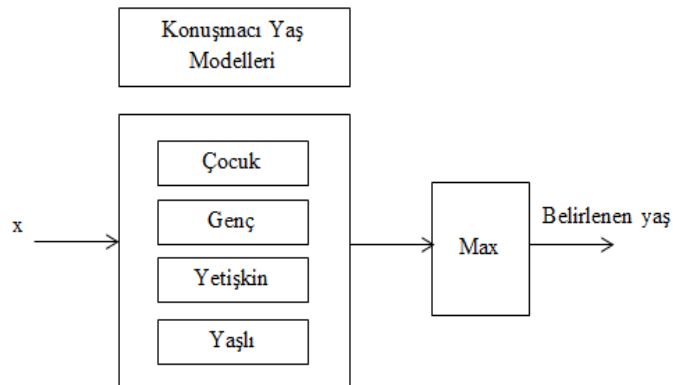 Konuşmacı Yaş
Modelleri
Çocuk
Genç
Yetişkin
Yaşlı
x
Max
Belirlenen yaş